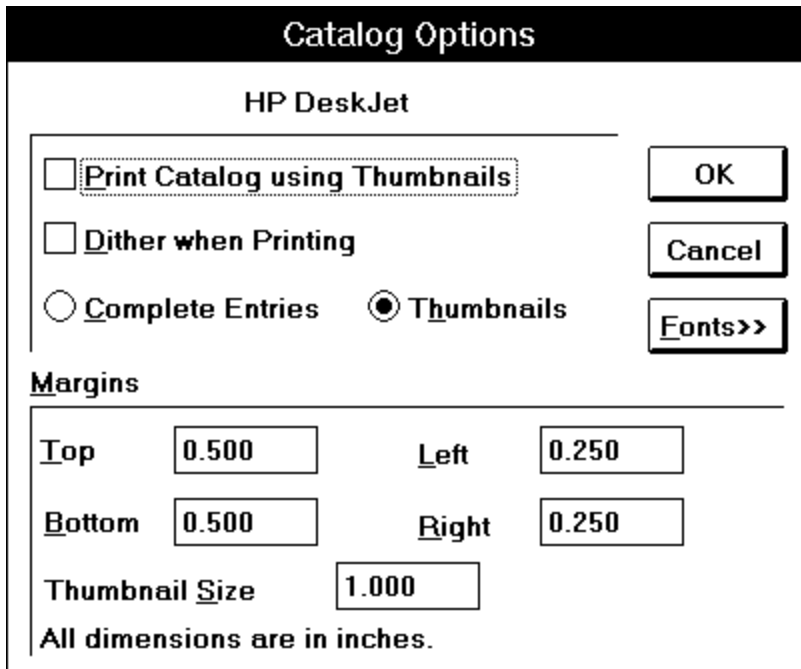 Catalog Options
HP DeskJet
Print Catalog using Thumbnails
OK
Dither when Printing
Cancel
Complete Entries Thumbnails
Fonts>>
Margins
Top 0.500 Left 0.250
Bottom 0.500 Right 0.250
Thumbnail Size 1.000
All dimensions are in inches.